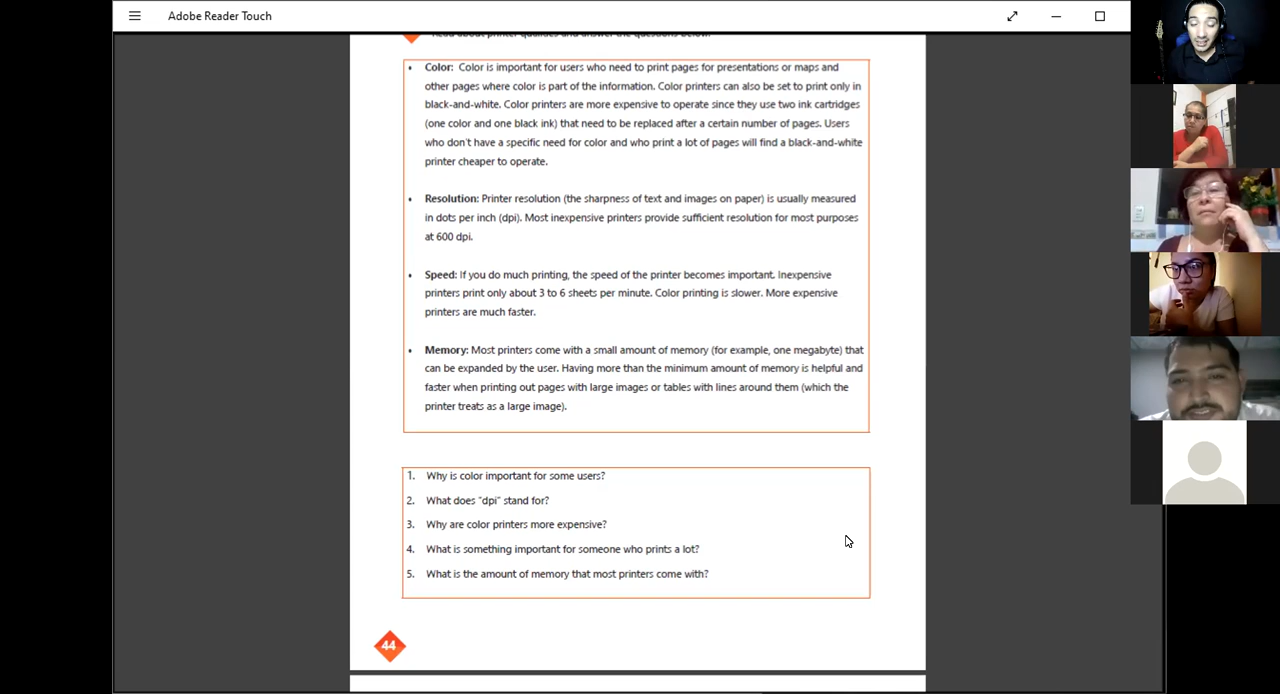 Adobe Reader Touch
Read about printer qualities and answer the questions below.
• Color: Color is important for users who need to print pages for presentations or maps and
other pages where color is part of the information. Color printers can also be set to print only in
black-and-white. Color printers are more expensive to operate since they use two ink cartridges
(one color and one black ink) that need to be replaced after a certain number of pages. Users
who don't have a specific need for color and who print a lot of pages will find a black-and-white
printer cheaper to operate.
• Resolution: Printer resolution (the sharpness of text and images on paper) is usually measured
in dots per inch (dpi). Most inexpensive printers provide sufficient resolution for most purposes
at 600 dpi.
• Speed: If you do much printing, the speed of the printer becomes important. Inexpensive
printers print only about 3 to 6 sheets per minute. Color printing is slower. More expensive
printers are much faster.
• Memory: Most printers come with a small amount of memory (for example, one megabyte) that
can be expanded by the user. Having more than the minimum amount of memory is helpful and
faster when printing out pages with large images or tables with lines around them (which the
printer treats as a large image).
1. Why is color important for some users?
2. What does "dpi" stand for?
3. Why are color printers more expensive?
4. What is something important for someone who prints a lot?
5. What is the amount of memory that most printers come with?
44